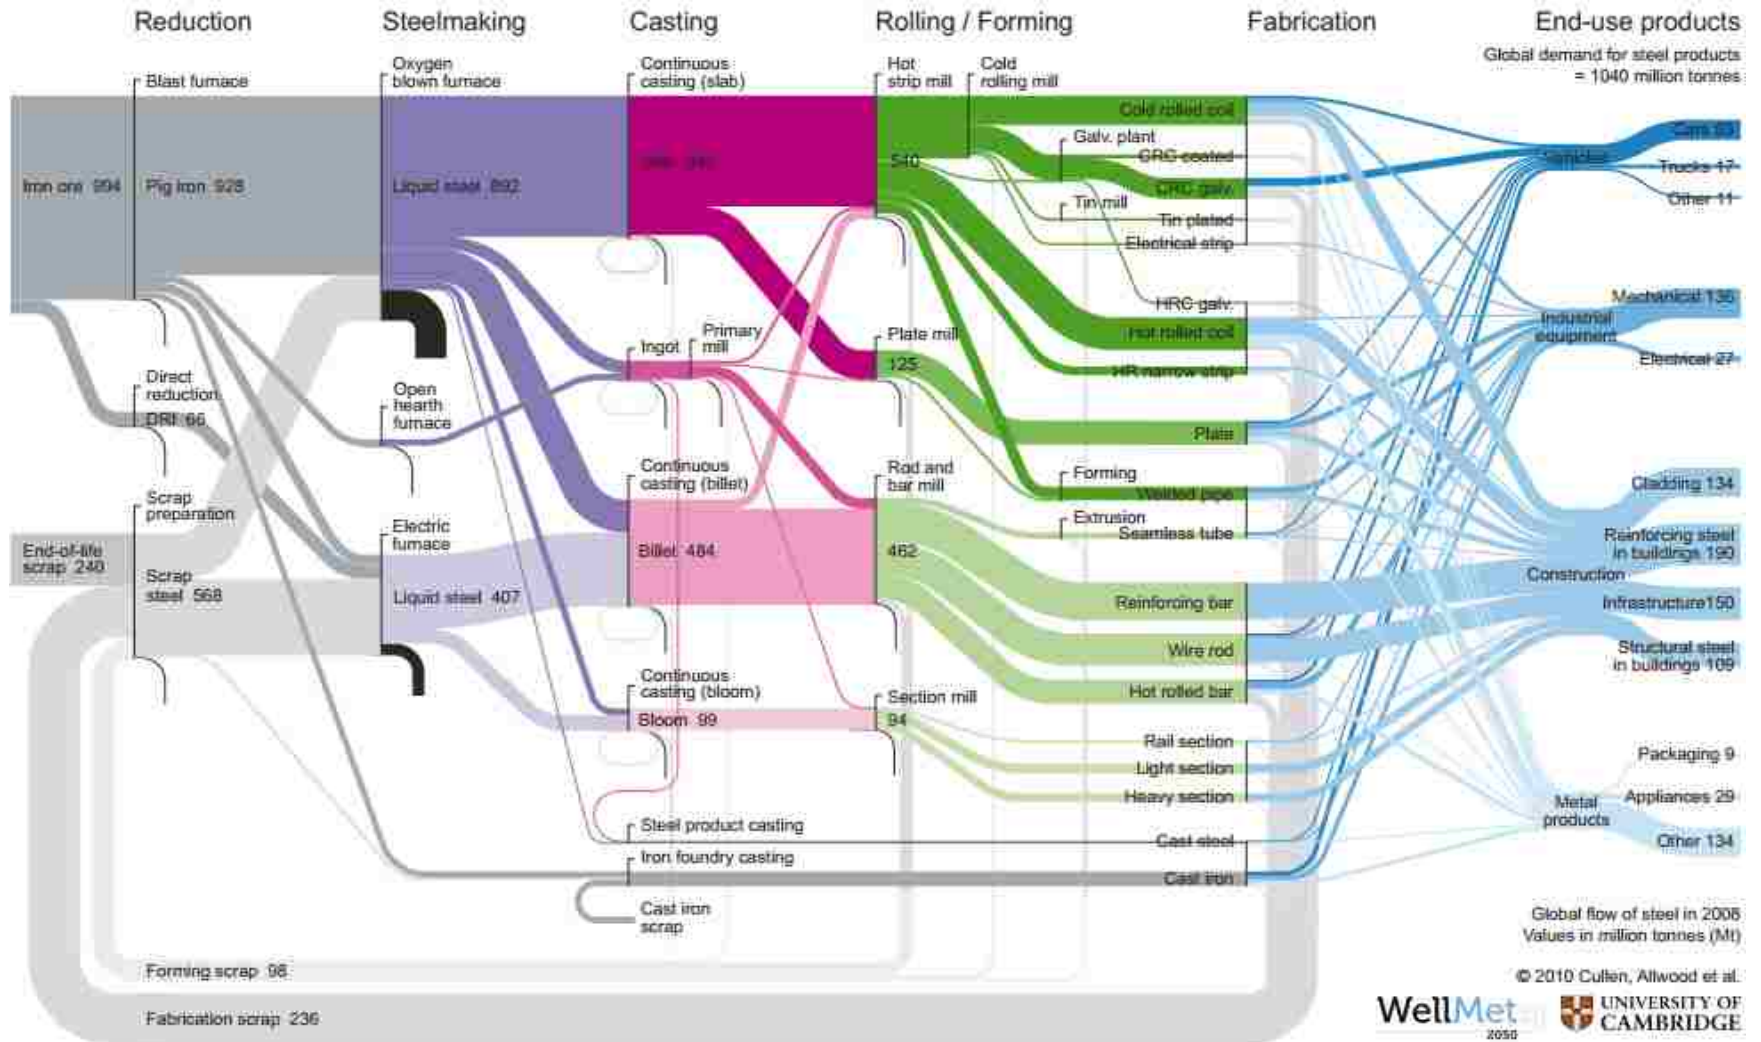 Reduction
Steelmaking
Casting
Rolling / Forming
Fabrication
End-use products
Global demand for steel products
= 1040 million tonnes
Blast furnace
Oxygen
blown furnace
Continuous
casting (slab)
Hot
strip mill
Cold
rolling mill
Iron ore 994
Pig iron 928
Liquid steel 892
540
Cold rolled coil
Galv. plant
CRC coated
CRC galv.
Tin mill
Tin plated
Electrical strip
HRC galv.
Hot rolled coil
HR narrow strip
Vehicles
Cars 93
Trucks 17
Other 11
Direct
reduction
DRI 66
Open
hearth
furnace
Ingot
Primary
mill
Plate mill
125
Plate
Industrial
equipment
Mechanical 136
Electrical 27
Scrap
preparation
End-of-life
scrap 240
Scrap
steel 568
Electric
furnace
Liquid steel 407
Continuous
casting (billet)
Billet 484
Rod and
bar mill
462
Forming
Welded pipe
Extrusion
Seamless tube
Reinforcing bar
Wire rod
Hot rolled bar
Construction
Cladding 134
Reinforcing steel
in buildings 190
Infrastructure150
Structural steel
in buildings 109
Continuous
casting (bloom)
Bloom 99
Section mill
94
Rail section
Light section
Heavy section
Steel product casting
Cast steel
Iron foundry casting
Cast iron
Cast iron
scrap
Metal
products
Packaging 9
Appliances 29
Other 134
Forming scrap 98
Fabrication scrap 236
Global flow of steel in 2008
Values in million tonnes (Mt)
© 2010 Cullen, Allwood et al.
WellMet
2050
UNIVERSITY OF
CAMBRIDGE